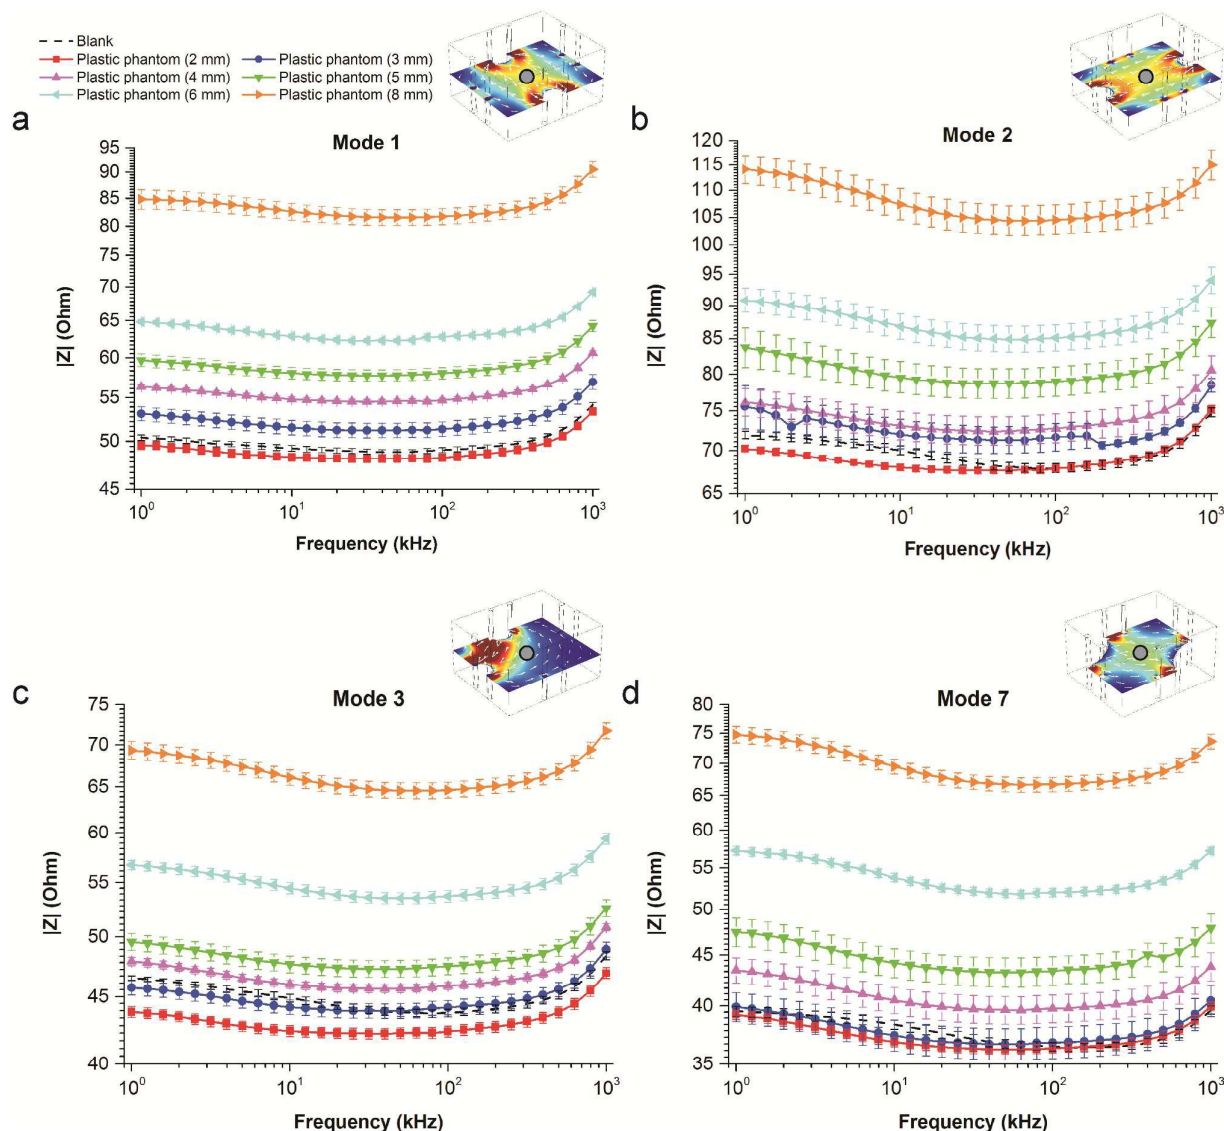 Blank
Plastic phantom (2 mm) Plastic phantom (3 mm)
Plastic phantom (4 mm) Plastic phantom (5 mm)
Plastic phantom (6 mm) Plastic phantom (8 mm)
a
Mode 1
|Z| (Ohm)
95
90
85
80
75
70
65
60
55
50
45
10⁰ 10¹ 10² 10³
Frequency (kHz)
b
Mode 2
|Z| (Ohm)
120
115
110
105
100
95
90
85
80
75
70
65
10⁰ 10¹ 10² 10³
Frequency (kHz)
c
Mode 3
|Z| (Ohm)
75
70
65
60
55
50
45
40
10⁰ 10¹ 10² 10³
Frequency (kHz)
d
Mode 7
|Z| (Ohm)
80
75
70
65
60
55
50
45
40
35
10⁰ 10¹ 10² 10³
Frequency (kHz)